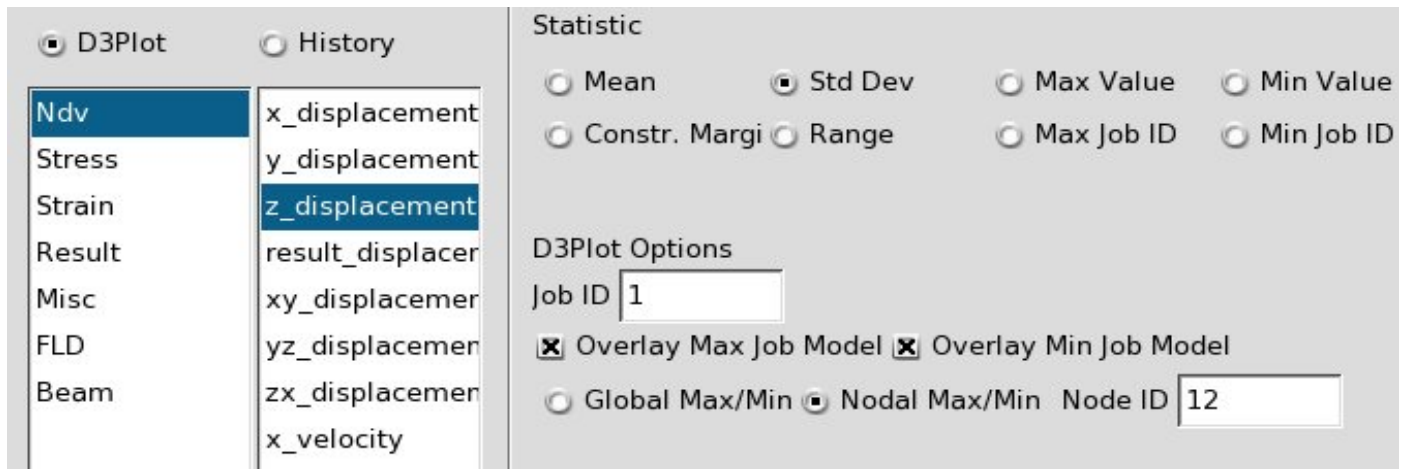 D3Plot History
Ndv
Stress
Strain
Result
Misc
FLD
Beam
x_displacement
y_displacement
z_displacement
result_displacer
xy_displacemer
yz_displacemen
zx_displacemen
x_velocity
Statistic
Mean Std Dev Max Value Min Value
Constr. Margi Range Max Job ID Min Job ID
D3Plot Options
Job ID 1
Overlay Max Job Model Overlay Min Job Model
Global Max/Min Nodal Max/Min Node ID 12